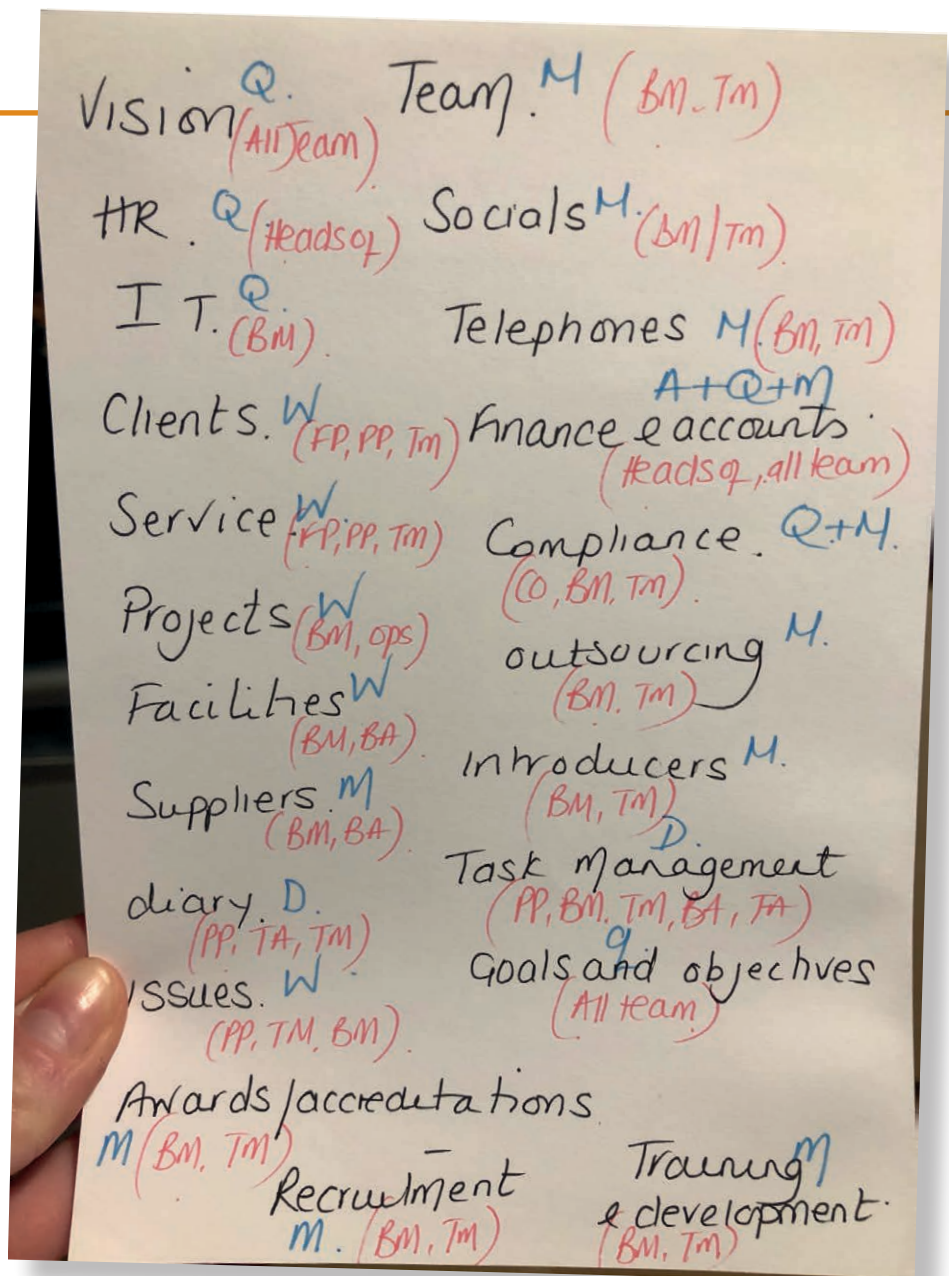 Vision Q. (All Team)
Team. M (BM, TM)
HR. Q (Heads of)
Socials M. (BM/TM)
I T. Q. (BM)
Telephones M. (BM, TM)
Clients. W (FP, PP, TM)
A+Q+M
Finance & accounts.
(Heads of, all team)
Service W. (FP, PP, TM)
Compliance. Q+M.
(CO, BM, TM).
Projects W (BM, ops)
outsourcing M.
(BM, TM)
Facilities W
(BM, BA).
Introducers M.
(BM, TM)
Suppliers. M
(BM, BA)
D.
Task Management
(PP, BM, TM, BA, TA)
diary. D.
(PP, TA, TM)
q
Goals and objectives
(All team)
issues. W.
(PP, TM, BM).
Awards/accreditations
M (BM, TM)
Recruitment
M. (BM, TM)
Training M
& development.
(BM, TM)